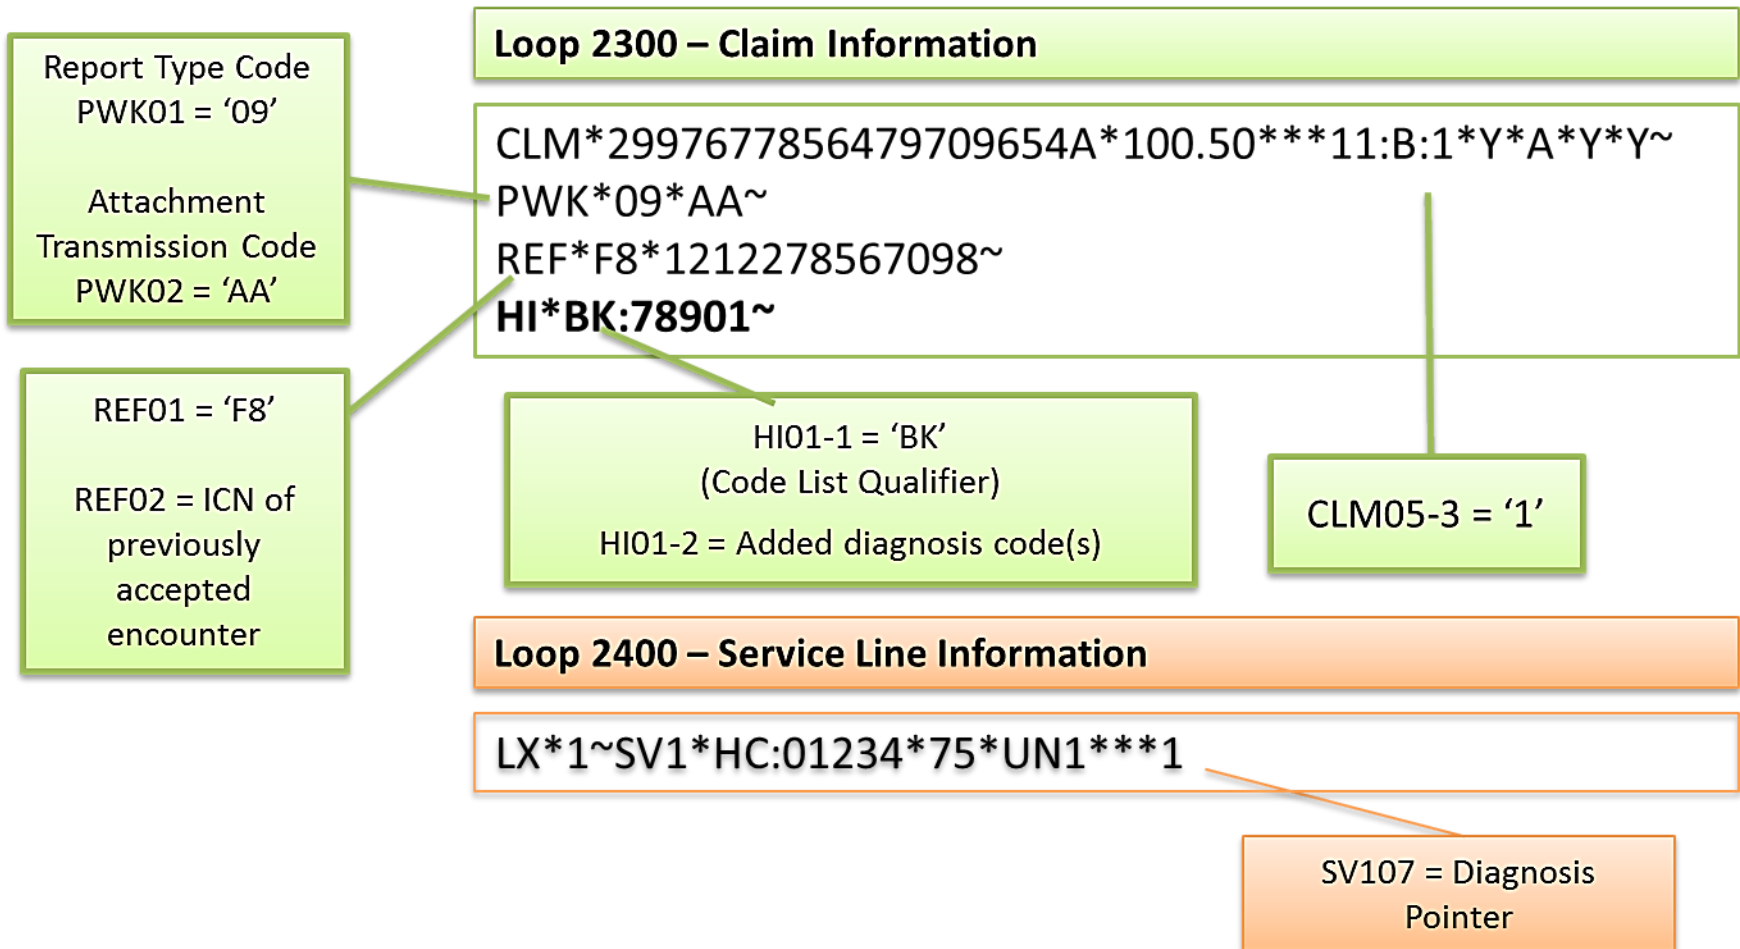 Report Type Code
PWK01 = ‘09’
Attachment
Transmission Code
PWK02 = ‘AA’
REF01 = ‘F8’
REF02 = ICN of
previously
accepted
encounter
Loop 2300 – Claim Information
CLM*2997677856479709654A*100.50***11:B:1*Y*A*Y*Y~
PWK*09*AA~
REF*F8*1212278567098~
HI*BK:78901~
HI01-1 = ‘BK’
(Code List Qualifier)
HI01-2 = Added diagnosis code(s)
CLM05-3 = ‘1’
Loop 2400 – Service Line Information
LX*1~SV1*HC:01234*75*UN1***1
SV107 = Diagnosis
Pointer